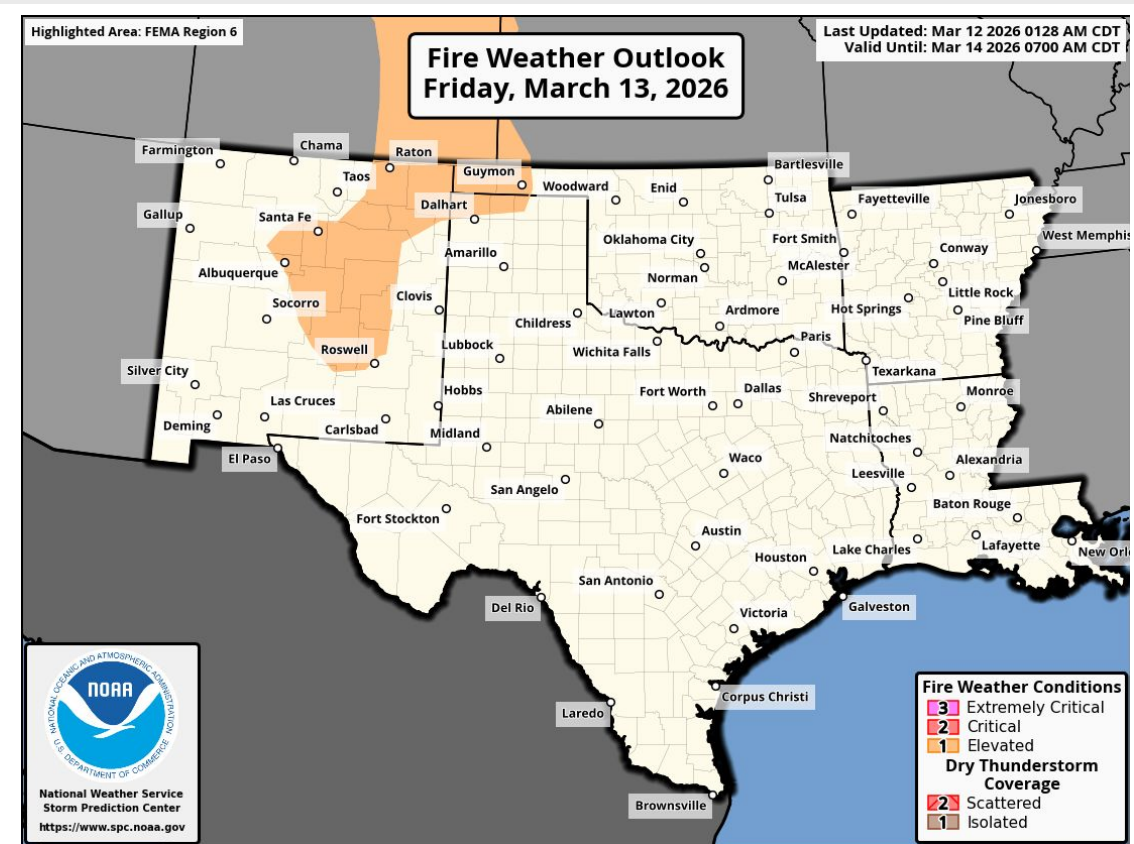 Highlighted Area: FEMA Region 6
Fire Weather Outlook
Friday, March 13, 2026
Last Updated: Mar 12 2026 0128 AM CDT
Valid Until: Mar 14 2026 0700 AM CDT
Farmington
Chama
Raton
Taos
Guymon
Woodward
Enid
Bartlesville
Tulsa
Fayetteville
Jonesboro
Gallup
Santa Fe
Dalhart
Oklahoma City
Fort Smith
West Memphis
Albuquerque
Amarillo
Norman
McAlester
Conway
Socorro
Clovis
Childress
Lawton
Ardmore
Hot Springs
Little Rock
Pine Bluff
Roswell
Lubbock
Wichita Falls
Paris
Texarkana
Silver City
Las Cruces
Hobbs
Abilene
Fort Worth
Dallas
Shreveport
Monroe
Deming
Carlsbad
Midland
Natchitoches
El Paso
San Angelo
Waco
Leesville
Alexandria
Fort Stockton
Austin
Baton Rouge
Houston
Lake Charles
Lafayette
New Orl
Del Rio
San Antonio
Victoria
Galveston
Laredo
Corpus Christi
Brownsville
NATIONAL OCEANIC AND ATMOSPHERIC ADMINISTRATION
NOAA
U.S. DEPARTMENT OF COMMERCE
National Weather Service
Storm Prediction Center
https://www.spc.noaa.gov
Fire Weather Conditions
3 Extremely Critical
2 Critical
1 Elevated
Dry Thunderstorm
Coverage
2 Scattered
1 Isolated